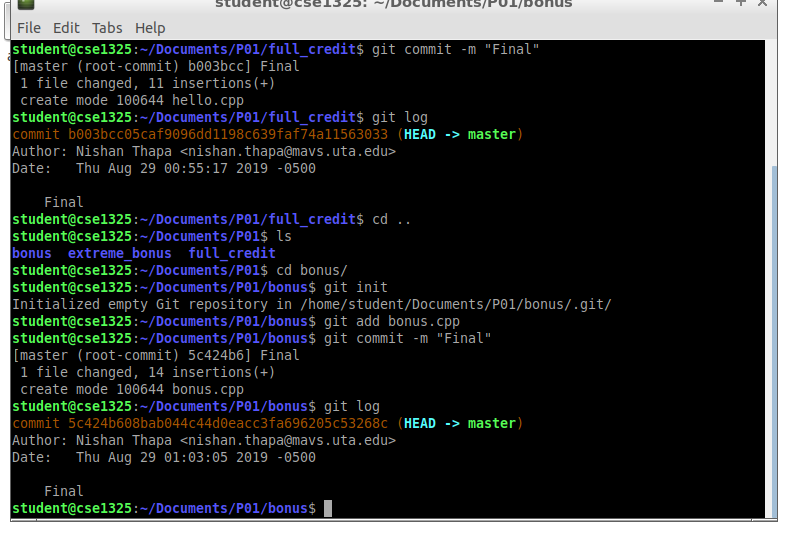 student@cse1325: ~/Documents/P01/bonus
File Edit Tabs Help
student@cse1325:~/Documents/P01/full_credit$ git commit -m "Final"
[master (root-commit) b003bcc] Final
 1 file changed, 11 insertions(+)
 create mode 100644 hello.cpp
student@cse1325:~/Documents/P01/full_credit$ git log
commit b003bcc05caf9096dd1198c639faf74a11563033 (HEAD -> master)
Author: Nishan Thapa <nishan.thapa@mavs.uta.edu>
Date:   Thu Aug 29 00:55:17 2019 -0500

    Final
student@cse1325:~/Documents/P01/full_credit$ cd ..
student@cse1325:~/Documents/P01$ ls
bonus  extreme_bonus  full_credit
student@cse1325:~/Documents/P01$ cd bonus/
student@cse1325:~/Documents/P01/bonus$ git init
Initialized empty Git repository in /home/student/Documents/P01/bonus/.git/
student@cse1325:~/Documents/P01/bonus$ git add bonus.cpp
student@cse1325:~/Documents/P01/bonus$ git commit -m "Final"
[master (root-commit) 5c424b6] Final
 1 file changed, 14 insertions(+)
 create mode 100644 bonus.cpp
student@cse1325:~/Documents/P01/bonus$ git log
commit 5c424b608bab044c44d0eacc3fa696205c53268c (HEAD -> master)
Author: Nishan Thapa <nishan.thapa@mavs.uta.edu>
Date:   Thu Aug 29 01:03:05 2019 -0500

    Final
student@cse1325:~/Documents/P01/bonus$